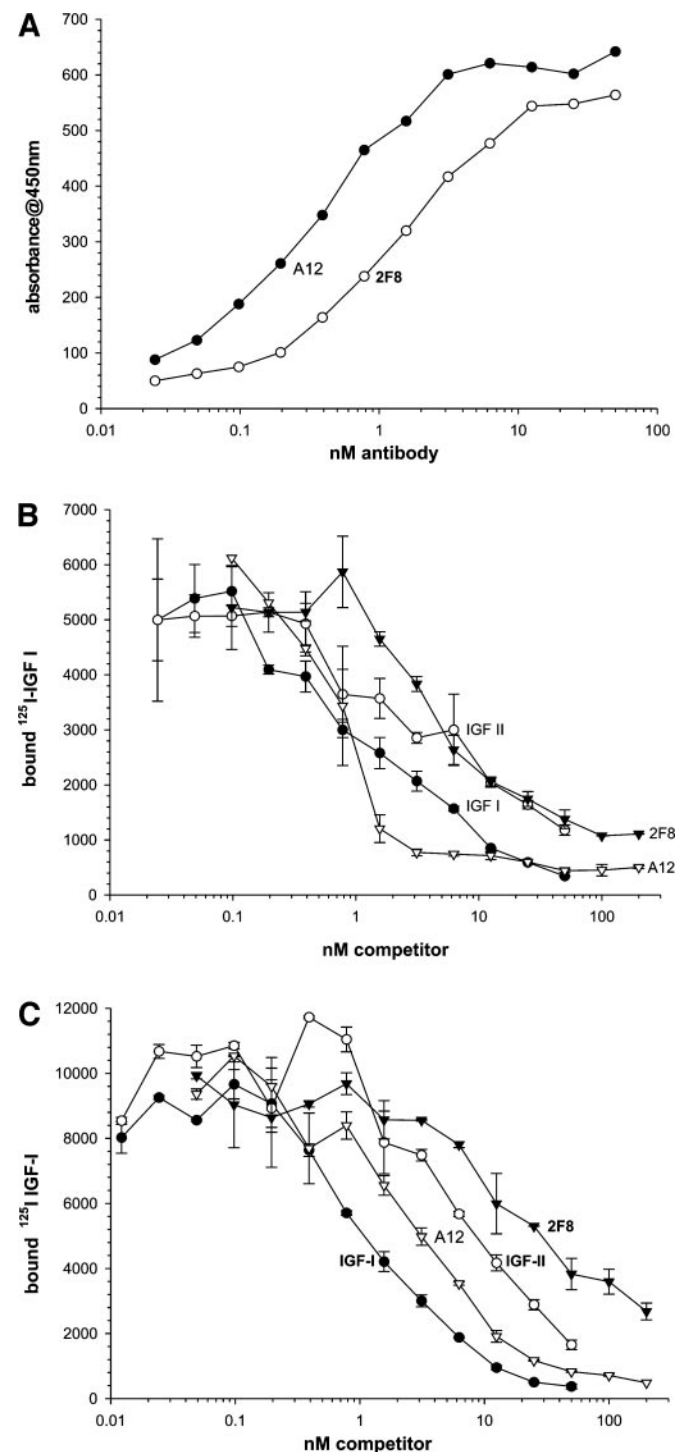 A
700
600
500
400
300
200
100
0
absorbance@450nm
A12
2F8
0.01 0.1 1 10 100
nM antibody
B
7000
6000
5000
4000
3000
2000
1000
0
bound 125I-IGF I
IGF II
IGF I
2F8
A12
0.01 0.1 1 10 100
nM competitor
C
12000
10000
8000
6000
4000
2000
0
bound 125I IGF-I
2F8
A12
IGF-I
IGF-II
0.01 0.1 1 10 100
nM competitor